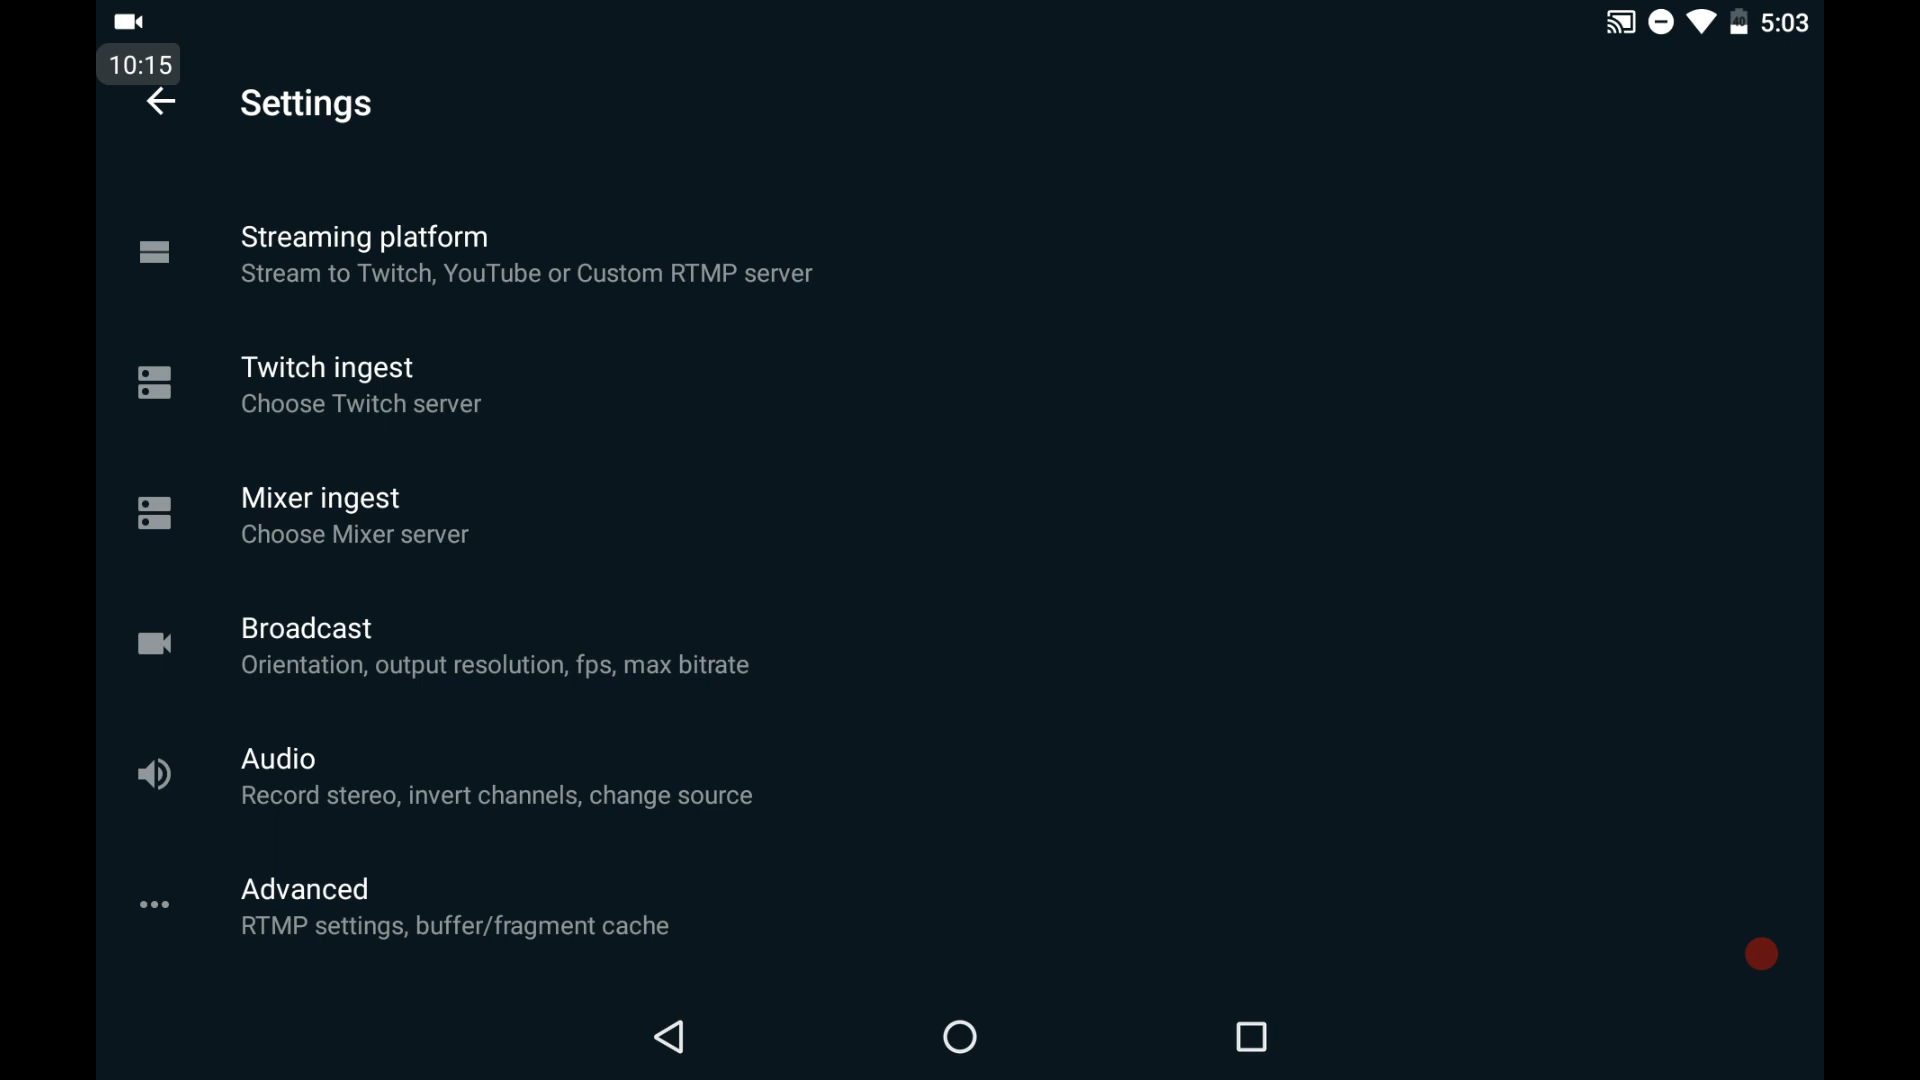 40 5:03
10:15
Settings
Streaming platform
Stream to Twitch, YouTube or Custom RTMP server
Twitch ingest
Choose Twitch server
Mixer ingest
Choose Mixer server
Broadcast
Orientation, output resolution, fps, max bitrate
Audio
Record stereo, invert channels, change source
Advanced
RTMP settings, buffer/fragment cache